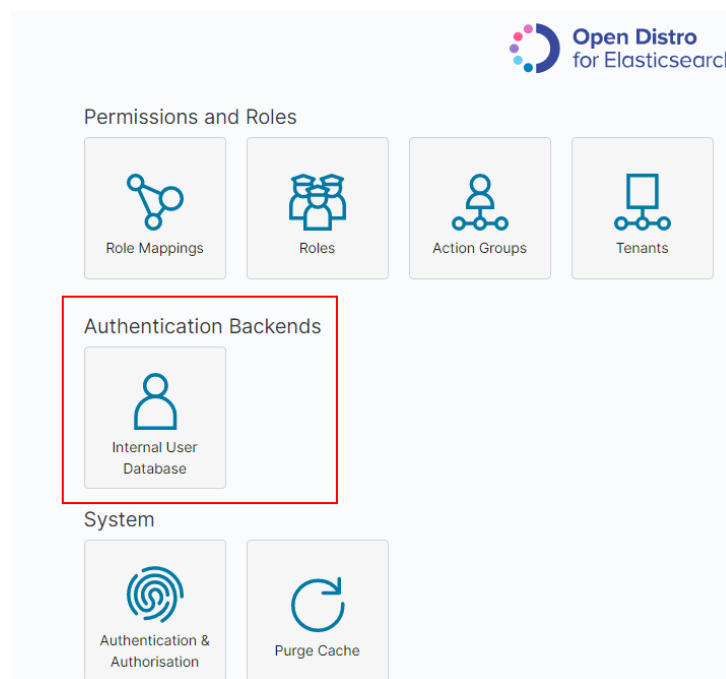 Open Distro
for Elasticsearch
Permissions and Roles
Role Mappings
Roles
Action Groups
Tenants
Authentication Backends
Internal User
Database
System
Authentication &
Authorisation
Purge Cache